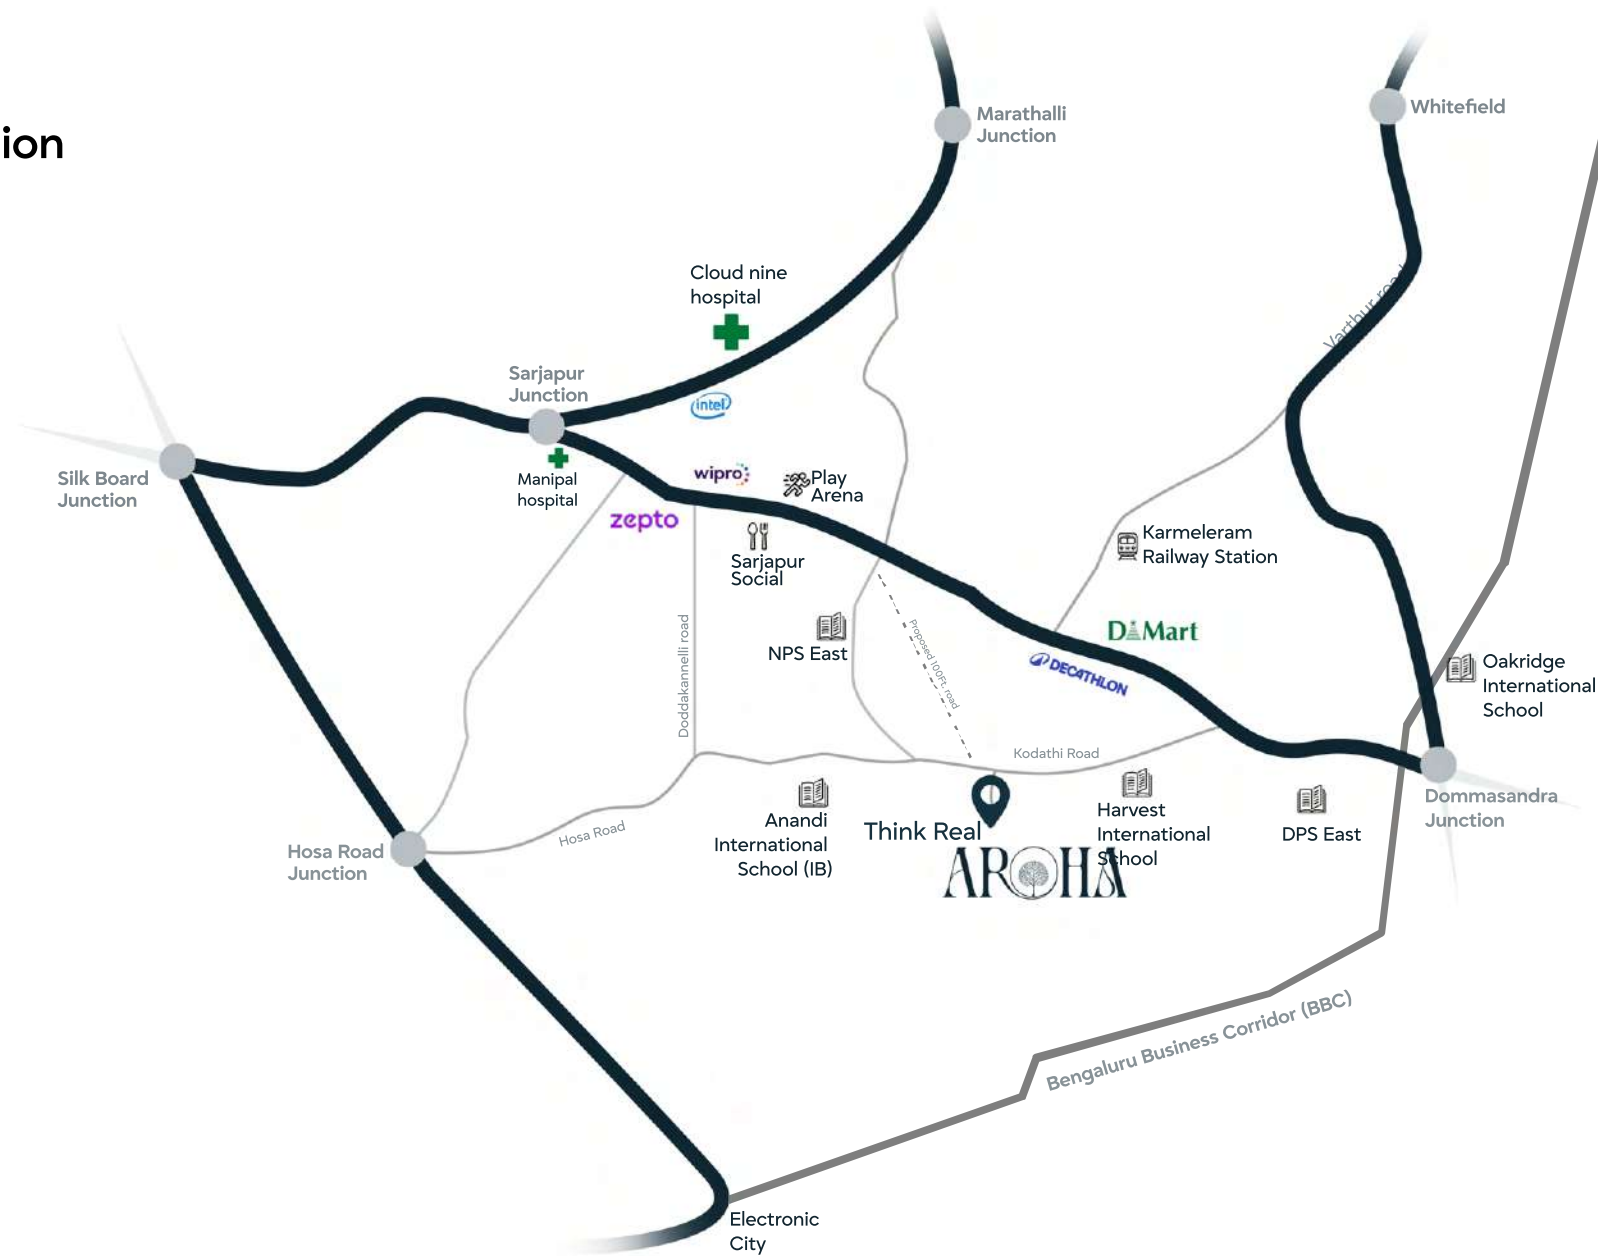 ion
Marathalli
Junction
Whitefield
Varthur road
Cloud nine
hospital
Sarjapur
Junction
intel
Silk Board
Junction
Manipal
hospital
wipro
Play
Arena
zepto
Sarjapur
Social
Karmeleram
Railway Station
Doddakannelli road
NPS East
Proposed 100Ft. road
DMart
DECATHLON
Oakridge
International
School
Kodathi Road
Hosa Road
Junction
Hosa Road
Anandi
International
School (IB)
Think Real
AROHA
Harvest
International
School
DPS East
Dommasandra
Junction
Bengaluru Business Corridor (BBC)
Electronic
City